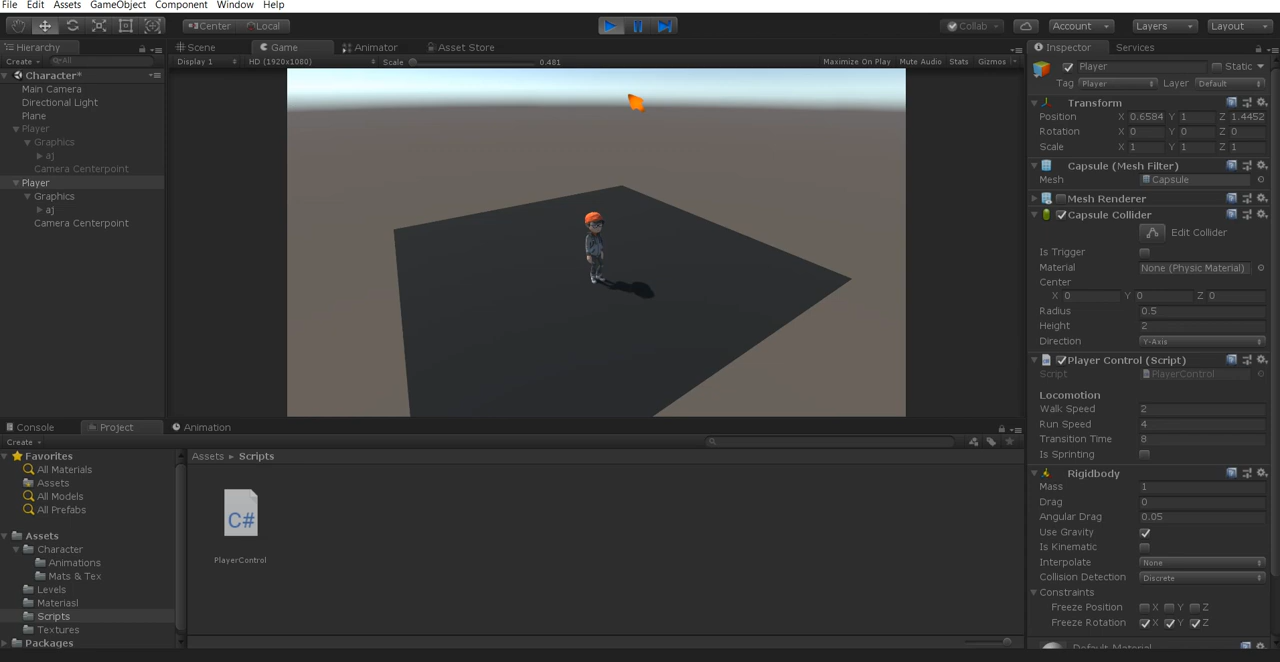 File Edit Assets GameObject Component Window Help
Center Local Collab Account Layers Layout
Hierarchy
Create All
Character*
Main Camera
Directional Light
Plane
Player
Graphics
aj
Camera Centerpoint
Player
Graphics
aj
Camera Centerpoint
Scene Game Animator Asset Store
Display 1 HD (1920x1080) Scale 0.481 Maximize On Play Mute Audio Stats Gizmos
Inspector Services
Player Static
Tag Player Layer Default
Transform
Position X 0.6584 Y 1 Z 1.4452
Rotation X 0 Y 0 Z 0
Scale X 1 Y 1 Z 1
Capsule (Mesh Filter)
Mesh Capsule
Mesh Renderer
Capsule Collider
Edit Collider
Is Trigger
Material None (Physic Material)
Center
X 0 Y 0 Z 0
Radius 0.5
Height 2
Direction Y-Axis
Player Control (Script)
Script PlayerControl
Locomotion
Walk Speed 2
Run Speed 4
Transition Time 8
Is Sprinting
Rigidbody
Mass 1
Drag 0
Angular Drag 0.05
Use Gravity
Is Kinematic
Interpolate None
Collision Detection Discrete
Constraints
Freeze Position X Y Z
Freeze Rotation X Y Z
Default-Material
Console Project Animation
Create
Favorites
All Materials
Assets
All Models
All Prefabs
Assets
Character
Animations
Mats & Tex
Levels
Materiasl
Scripts
Textures
Packages
Assets Scripts
C#
PlayerControl